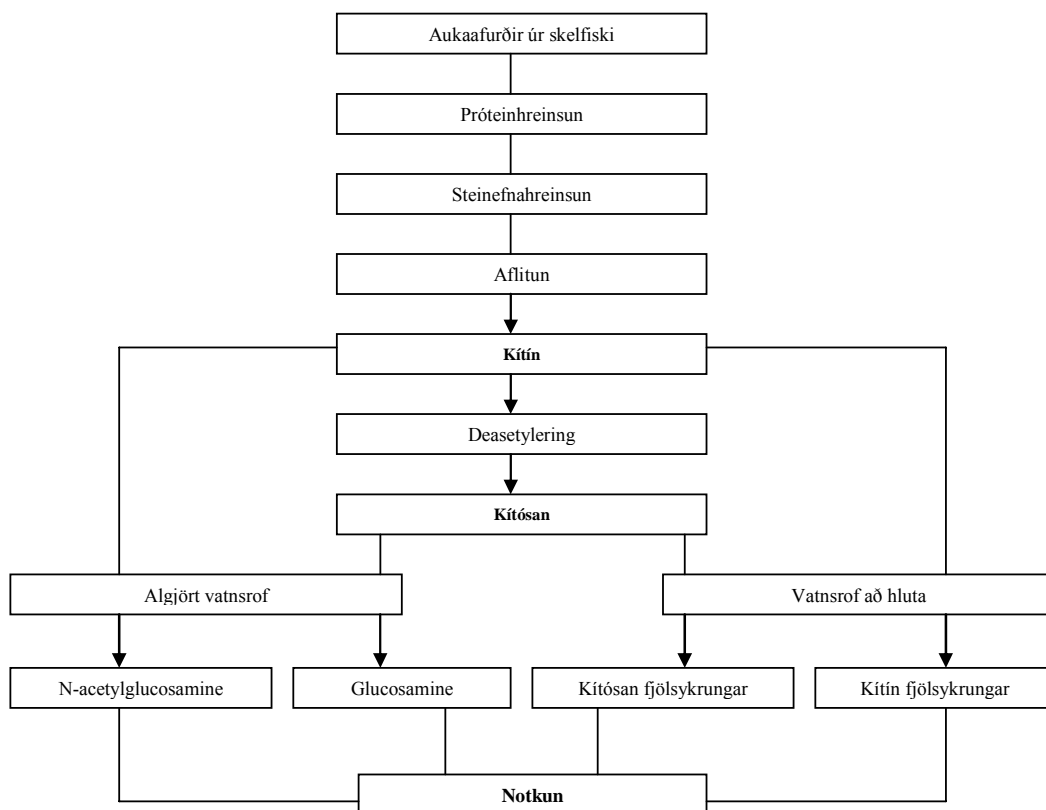 Aukaafurðir úr skelfiski
Próteinhreinsun
Steinefnahreinsun
Aflitun
Kítín
Deasetylering
Kítósan
Algjört vatnsrof
Vatnsrof að hluta
N-acetylglucosamine
Glucosamine
Kítósan fjölsykrungar
Kítín fjölsykrungar
Notkun